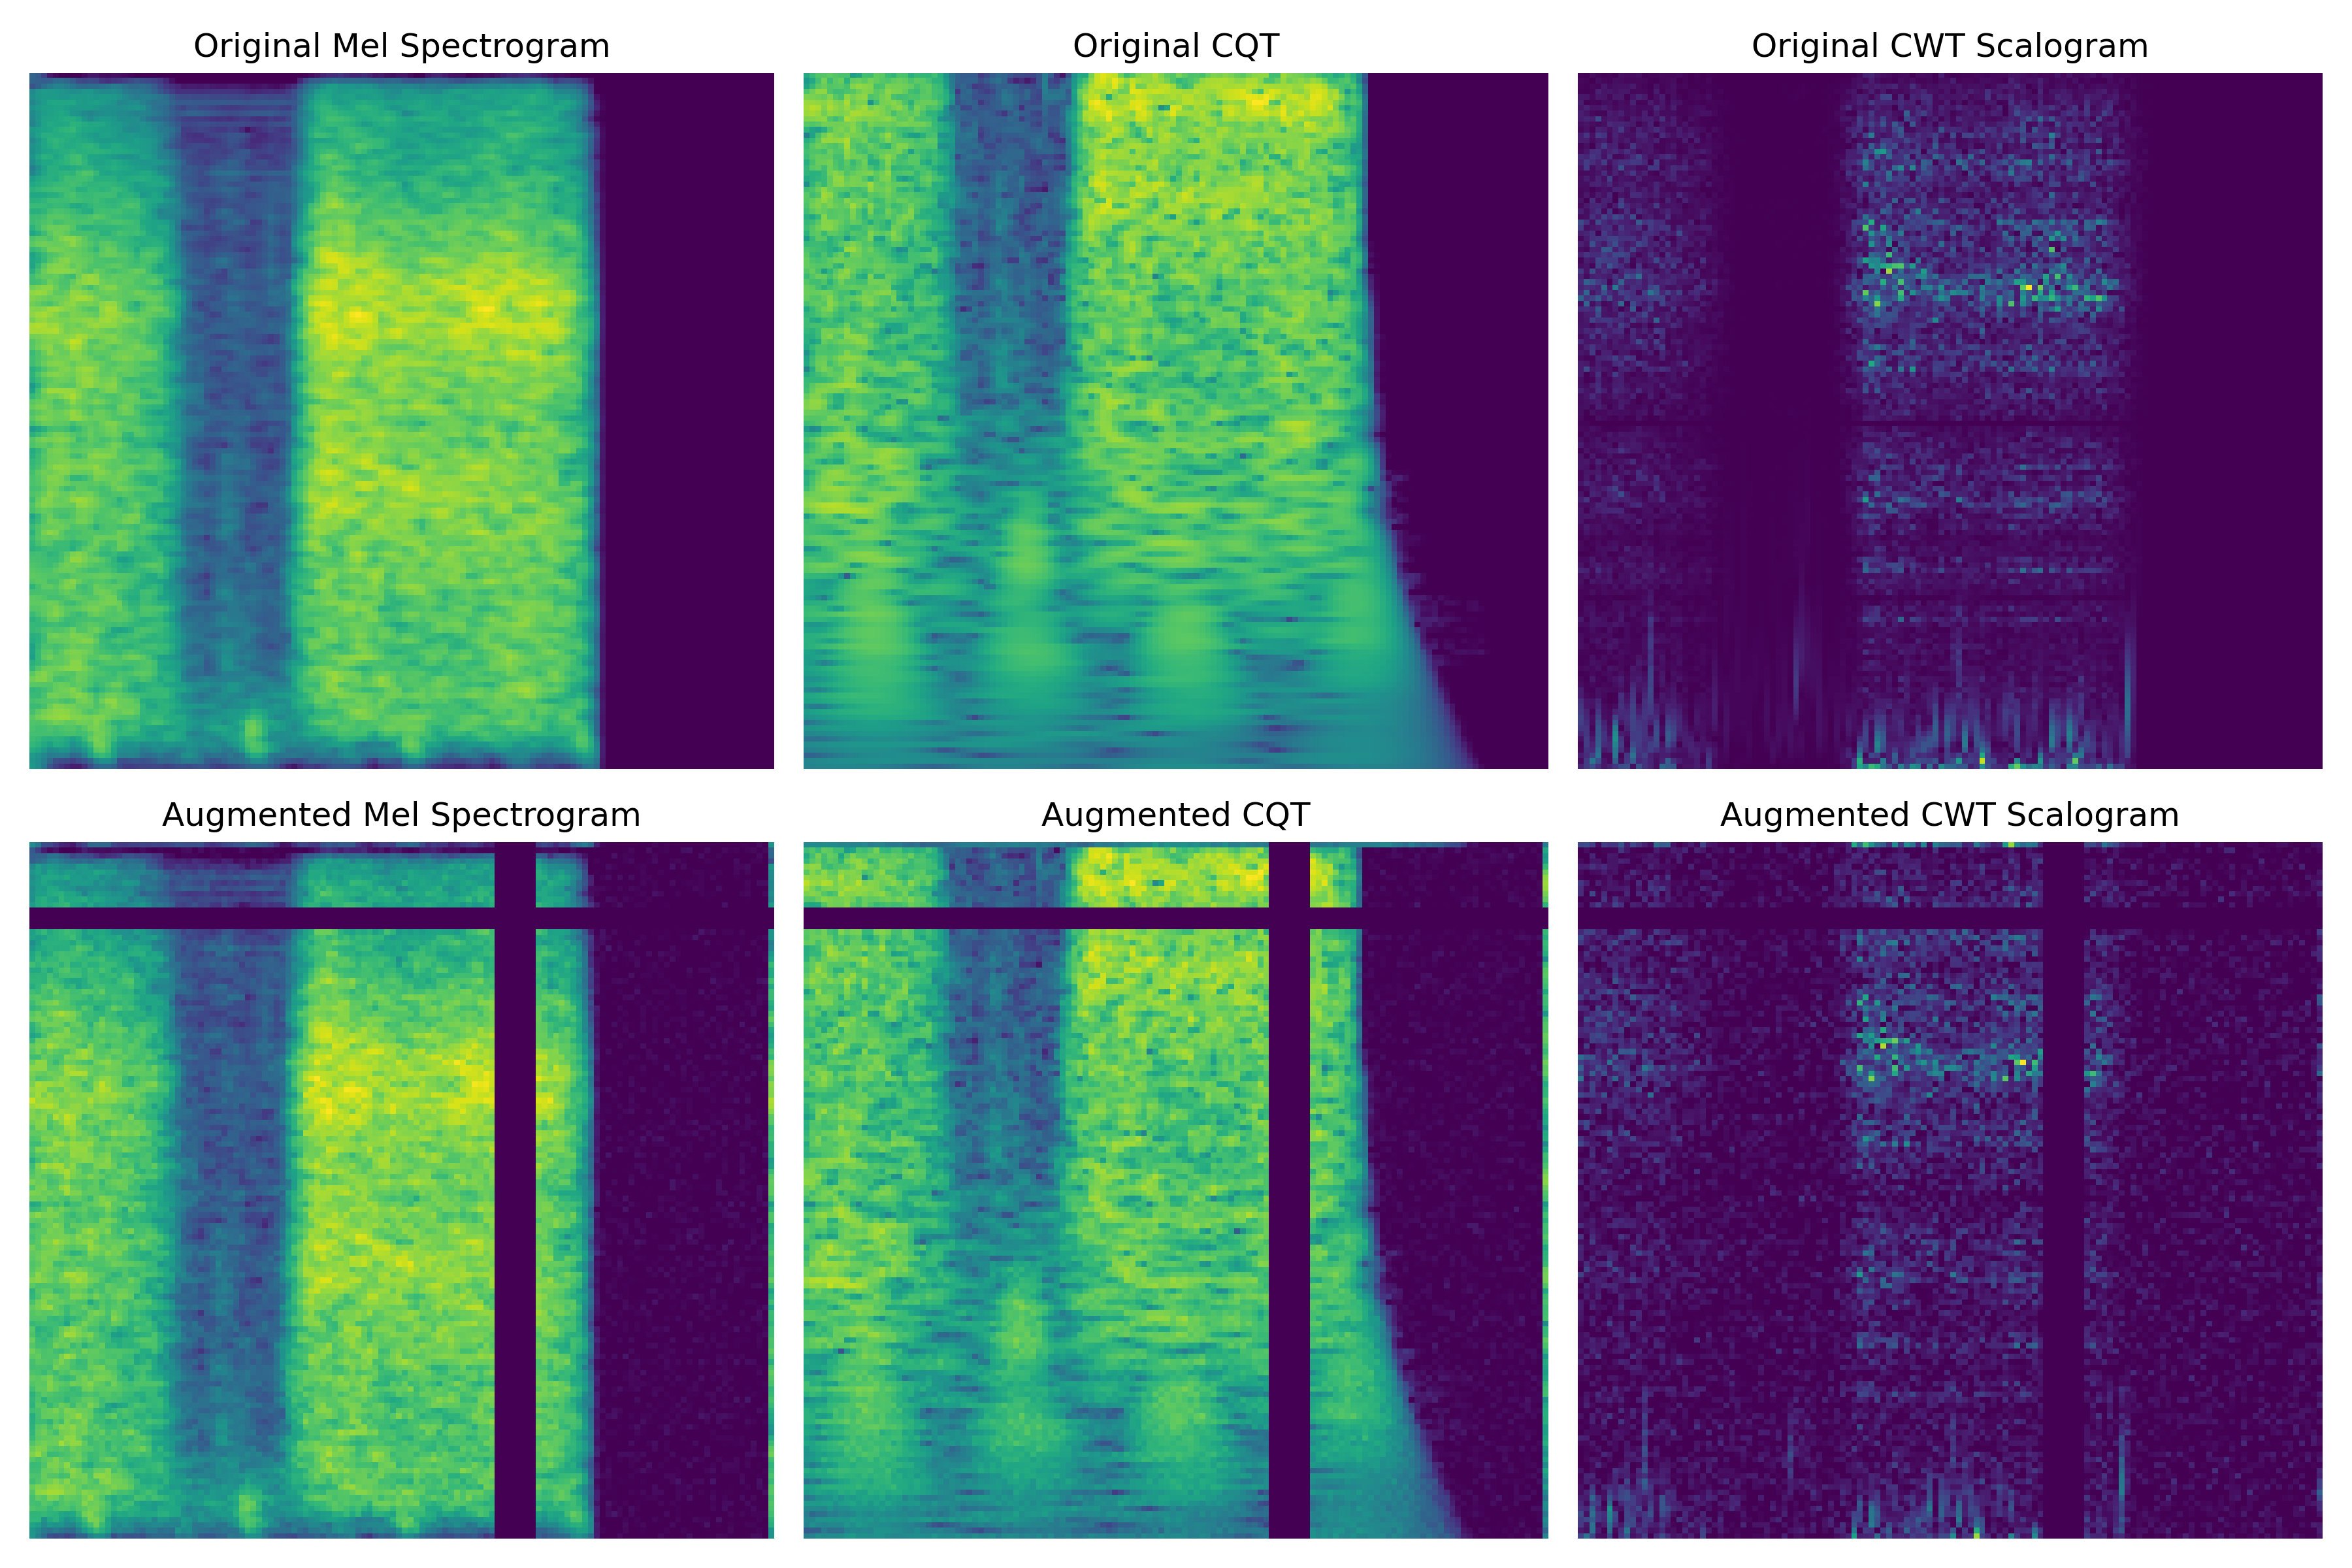 Original Mel Spectrogram
Original CQT
Original CWT Scalogram
Augmented Mel Spectrogram
Augmented CQT
Augmented CWT Scalogram